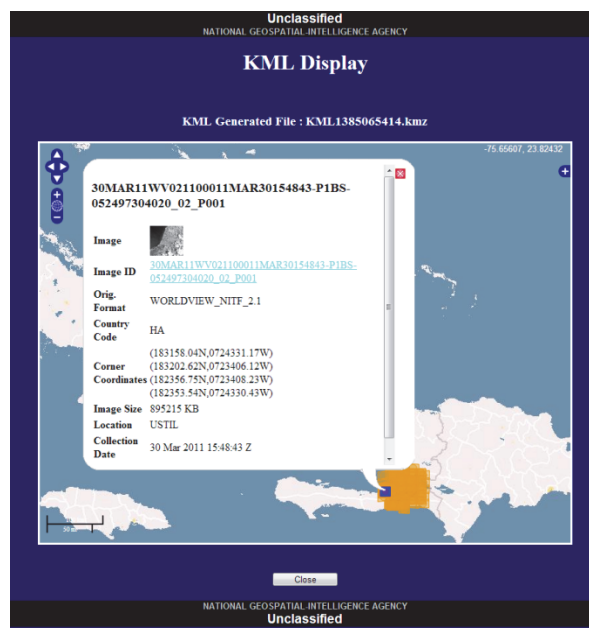 Unclassified
NATIONAL GEOSPATIAL-INTELLIGENCE AGENCY
KML Display
KML Generated File : KML1385065414.kmz
-75.65607, 23.82432
30MAR11WV021100011MAR30154843-P1BS-
052497304020_02_P001
Image
Image ID
30MAR11WV021100011MAR30154843-P1BS-
052497304020_02_P001
Orig.
Format
WORLDVIEW_NITF_2.1
Country
Code
HA
Corner
Coordinates
(183158.04N,0724331.17W)
(183202.62N,0723406.12W)
(182356.75N,0723408.23W)
(182353.54N,0724330.43W)
Image Size 895215 KB
Location USTIL
Collection
Date
30 Mar 2011 15:48:43 Z
Close
NATIONAL GEOSPATIAL-INTELLIGENCE AGENCY
Unclassified